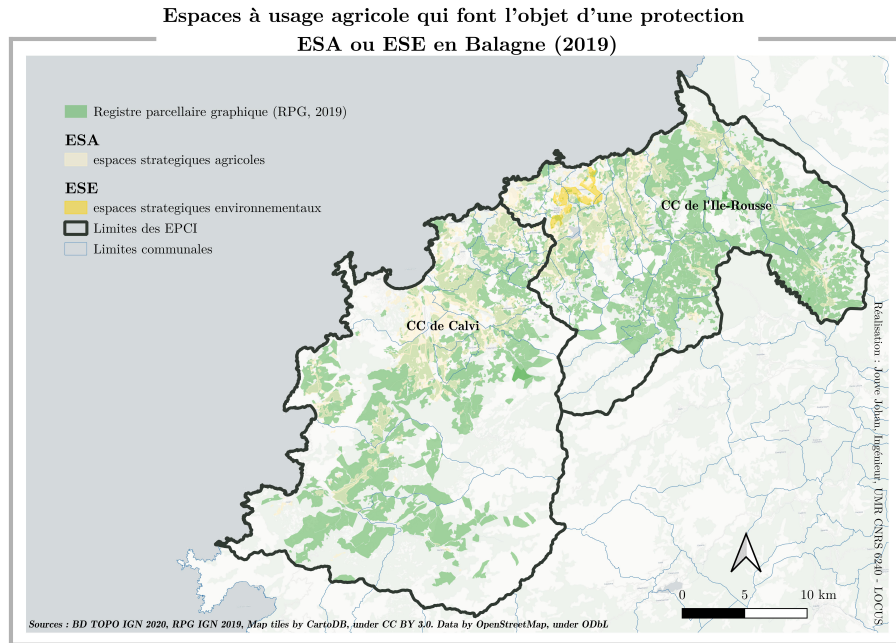 Espaces à usage agricole qui font l'objet d'une protection
ESA ou ESE en Balagne (2019)
Registre parcellaire graphique (RPG, 2019)
ESA
espaces strategiques agricoles
ESE
espaces strategiques environnementaux
Limites des EPCI
Limites communales
CC de l'Ile-Rousse
CC de Calvi
Réalisation : Jouve Johan, Ingénieur, UMR CNRS 6240 - LOCUS
0 5 10 km
Sources : BD TOPO IGN 2020, RPG IGN 2019, Map tiles by CartoDB, under CC BY 3.0. Data by OpenStreetMap, under ODbL